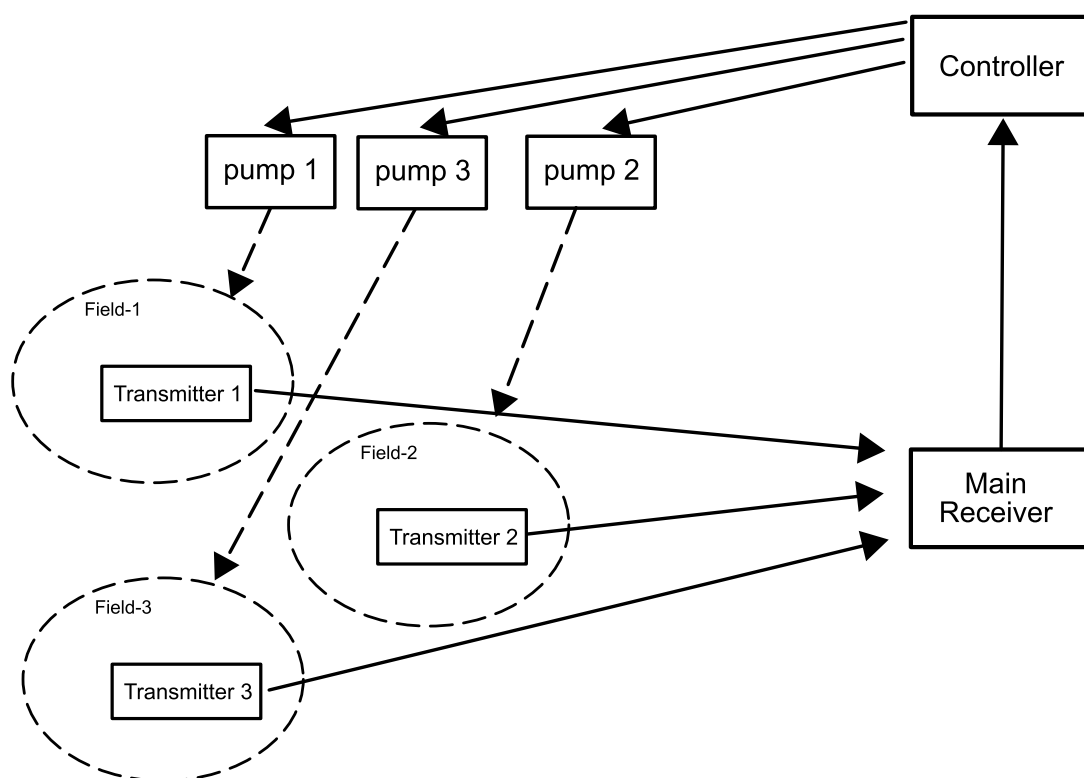 Controller
pump 1
pump 3
pump 2
Field-1
Transmitter 1
Field-2
Main
Receiver
Transmitter 2
Field-3
Transmitter 3